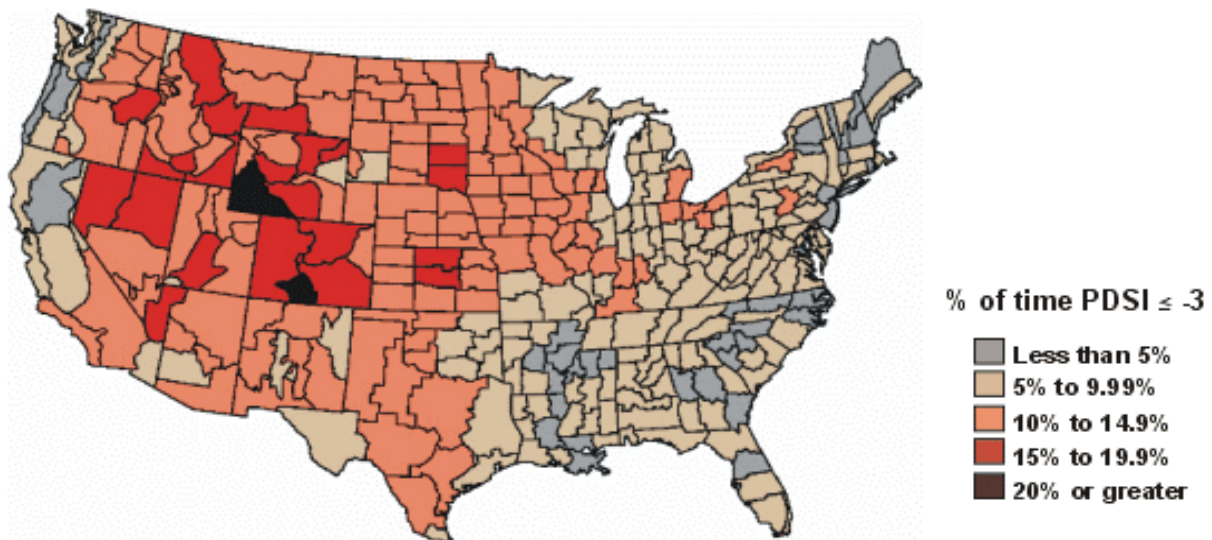 % of time PDSI ≤ -3
Less than 5%
5% to 9.99%
10% to 14.9%
15% to 19.9%
20% or greater